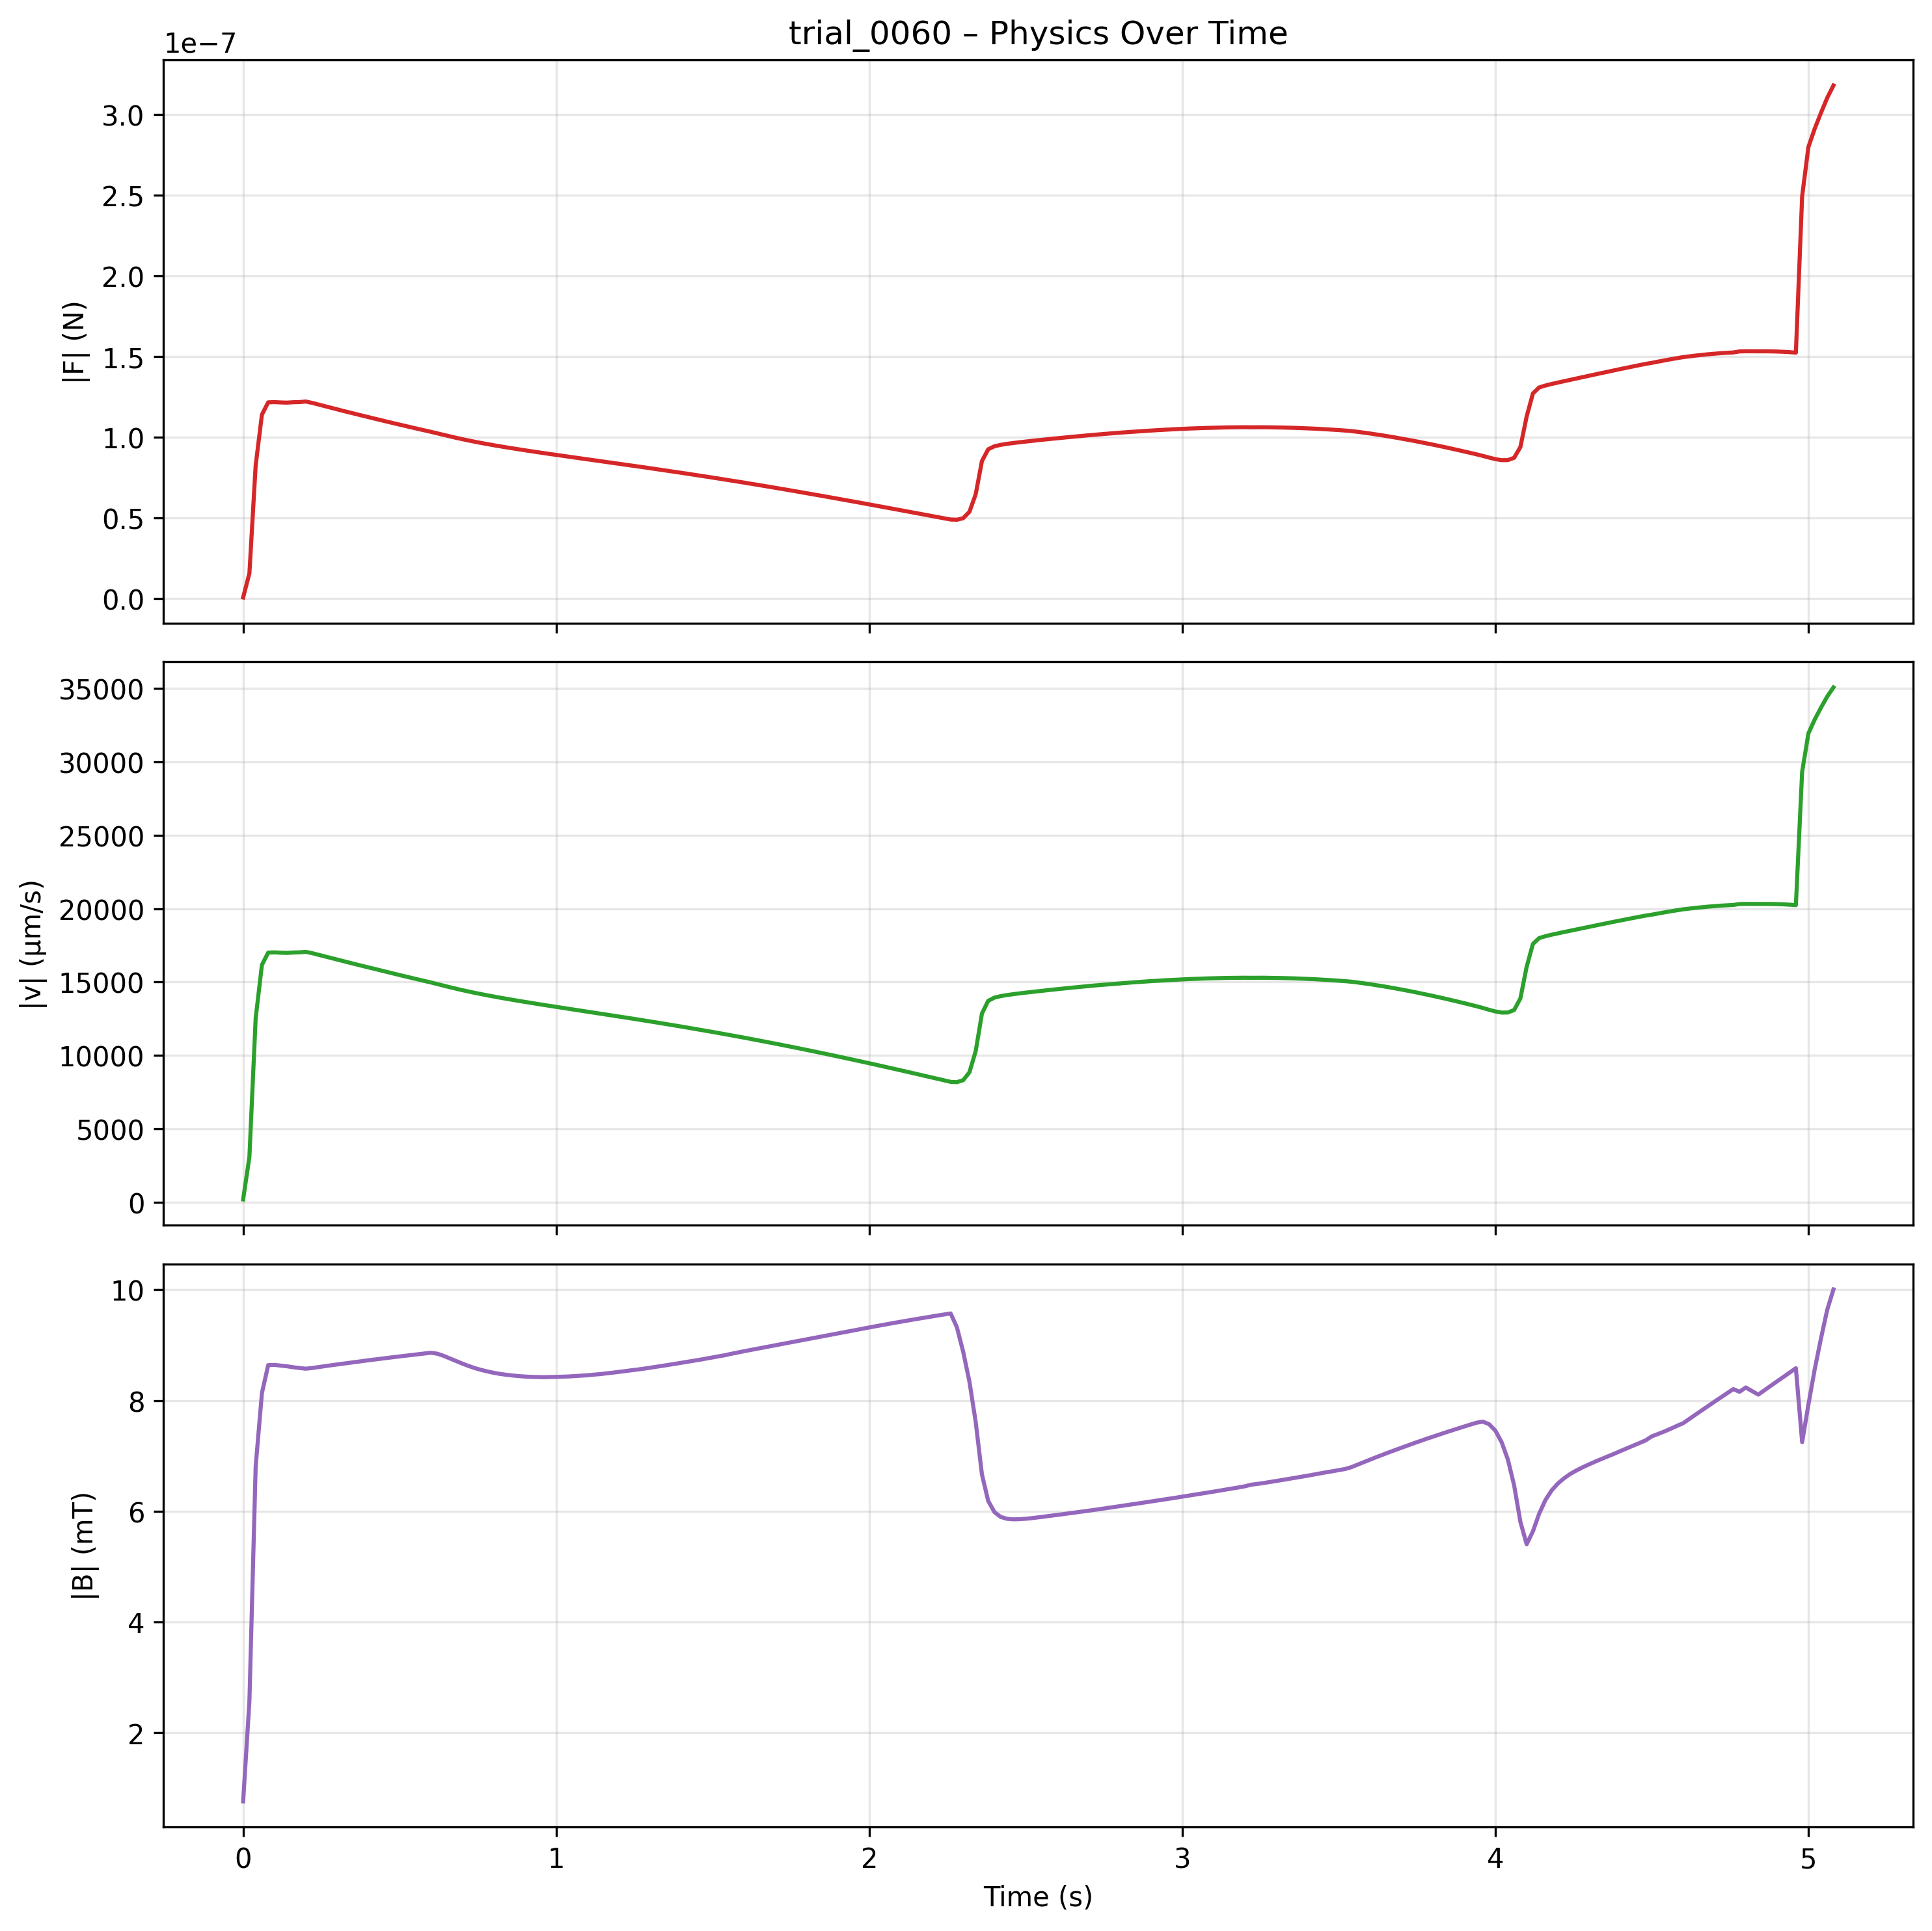 trial_0060 – Physics Over Time
1e−7
3.0
2.5
2.0
1.5
1.0
0.5
0.0
|F| (N)
35000
30000
25000
20000
15000
10000
5000
0
|v| (μm/s)
10
8
6
4
2
|B| (mT)
0 1 2 3 4 5
Time (s)